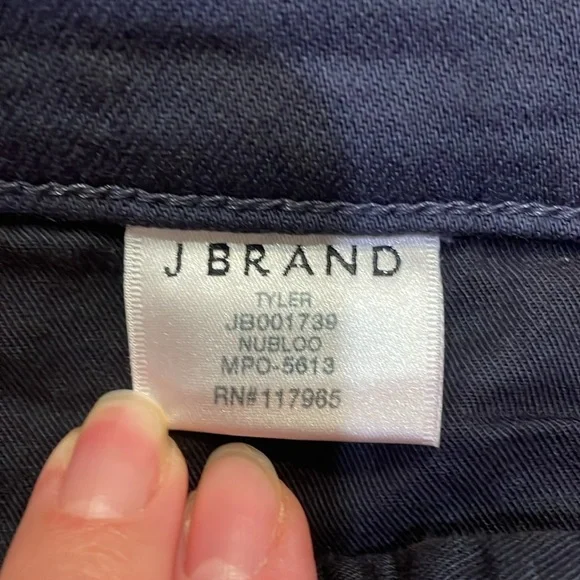 J BRAND
TYLER
JB001739
NUBLOO
MPO-5613
RN#117965